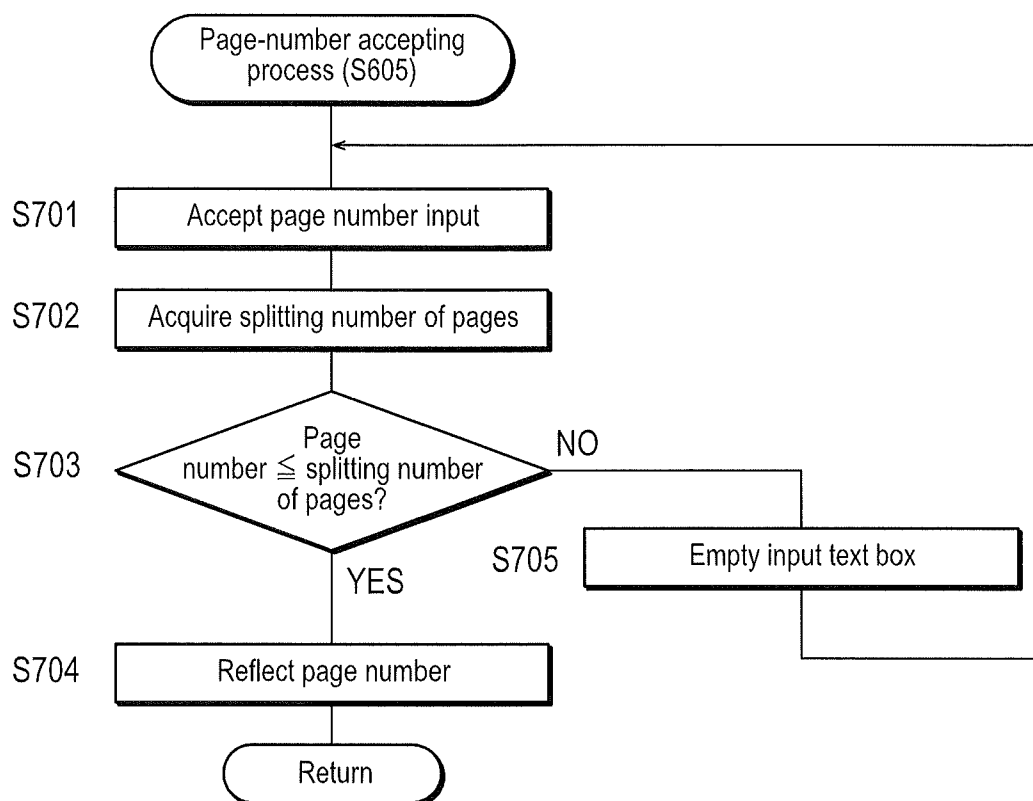 Page-number accepting
process (S605)
S701
Accept page number input
S702
Acquire splitting number of pages
S703
Page
number ≦ splitting number
of pages?
NO
YES
S705
Empty input text box
S704
Reflect page number
Return